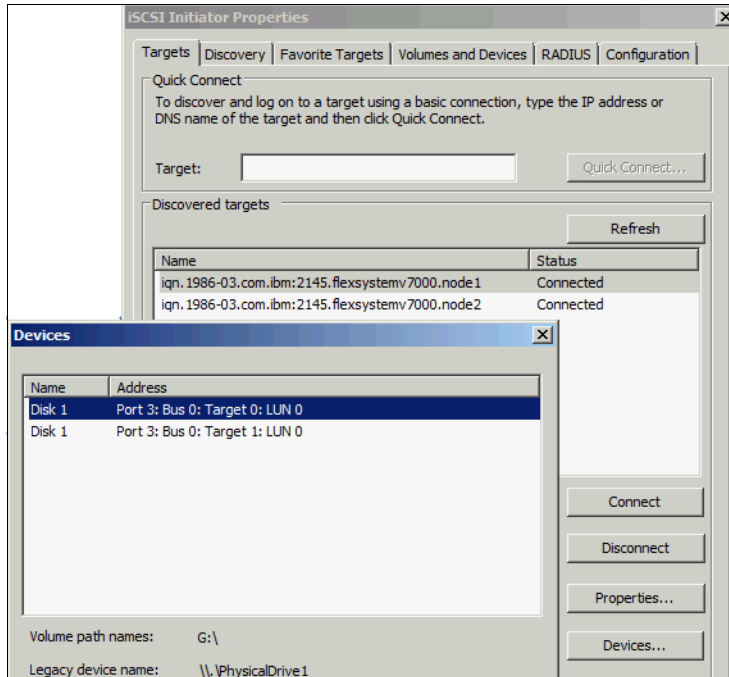 iSCSI Initiator Properties
Targets Discovery Favorite Targets Volumes and Devices RADIUS Configuration
Quick Connect
To discover and log on to a target using a basic connection, type the IP address or
DNS name of the target and then click Quick Connect.
Target: Quick Connect...
Discovered targets
Refresh
Name Status
iqn.1986-03.com.ibm:2145.flexsystemv7000.node1 Connected
iqn.1986-03.com.ibm:2145.flexsystemv7000.node2 Connected
Devices
Name Address
Disk 1 Port 3: Bus 0: Target 0: LUN 0
Disk 1 Port 3: Bus 0: Target 1: LUN 0
Connect
Disconnect
Properties...
Devices...
Volume path names: G:\
Legacy device name: \\.\PhysicalDrive1